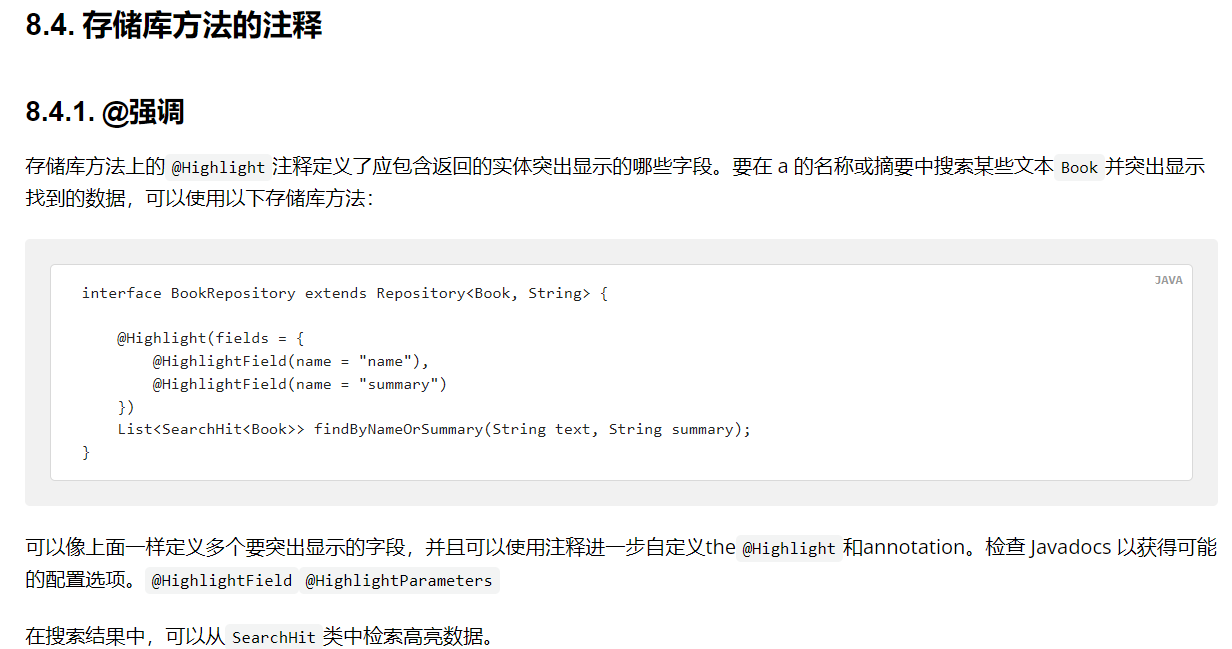 8.4. 存储库方法的注释
8.4.1. @强调
存储库方法上的 @Highlight 注释定义了应包含返回的实体突出显示的哪些字段。要在 a 的名称或摘要中搜索某些文本 Book 并突出显示
找到的数据，可以使用以下存储库方法：
JAVA
interface BookRepository extends Repository<Book, String> {
    @Highlight(fields = {
        @HighlightField(name = "name"),
        @HighlightField(name = "summary")
    })
    List<SearchHit<Book>> findByNameOrSummary(String text, String summary);
}
可以像上面一样定义多个要突出显示的字段，并且可以使用注释进一步自定义the @Highlight 和annotation。检查 Javadocs 以获得可能
的配置选项。 @HighlightField @HighlightParameters
在搜索结果中，可以从 SearchHit 类中检索高亮数据。